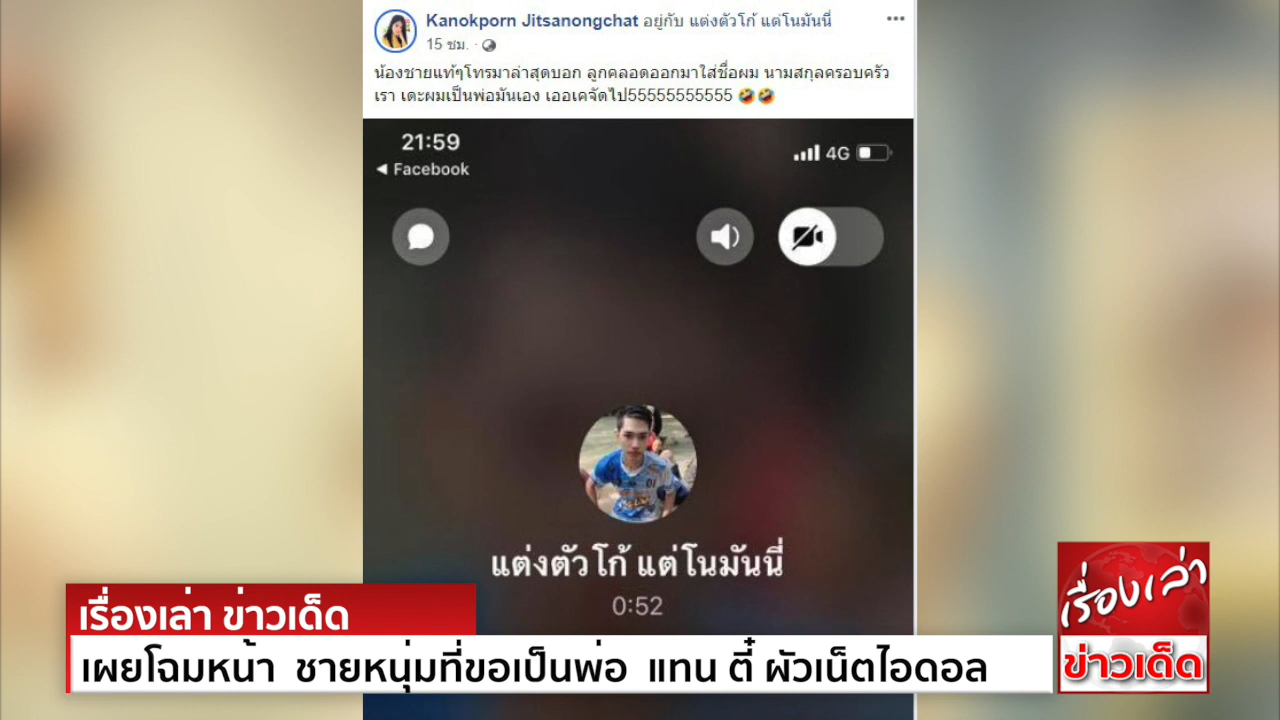 Kanokporn Jitsanongchat อยู่กับ แต่งตัวโก้ แต่โนมันนี่
15 ชม. ·
น้องชายแท้ๆโทรมาล่าสุดบอก ลูกคลอดออกมาใส่ชื่อผม นามสกุลครอบครัว
เรา เดะผมเป็นพ่อมันเอง เออเคจัดไป55555555555 🤣🤣
21:59
4G
◀ Facebook
แต่งตัวโก้ แต่โนมันนี่
0:52
เรื่องเล่า ข่าวเด็ด
เผยโฉมหน้า ชายหนุ่มที่ขอเป็นพ่อ แทน ตี๋ ผัวเน็ตไอดอล
เรื่องเล่า
ข่าวเด็ด